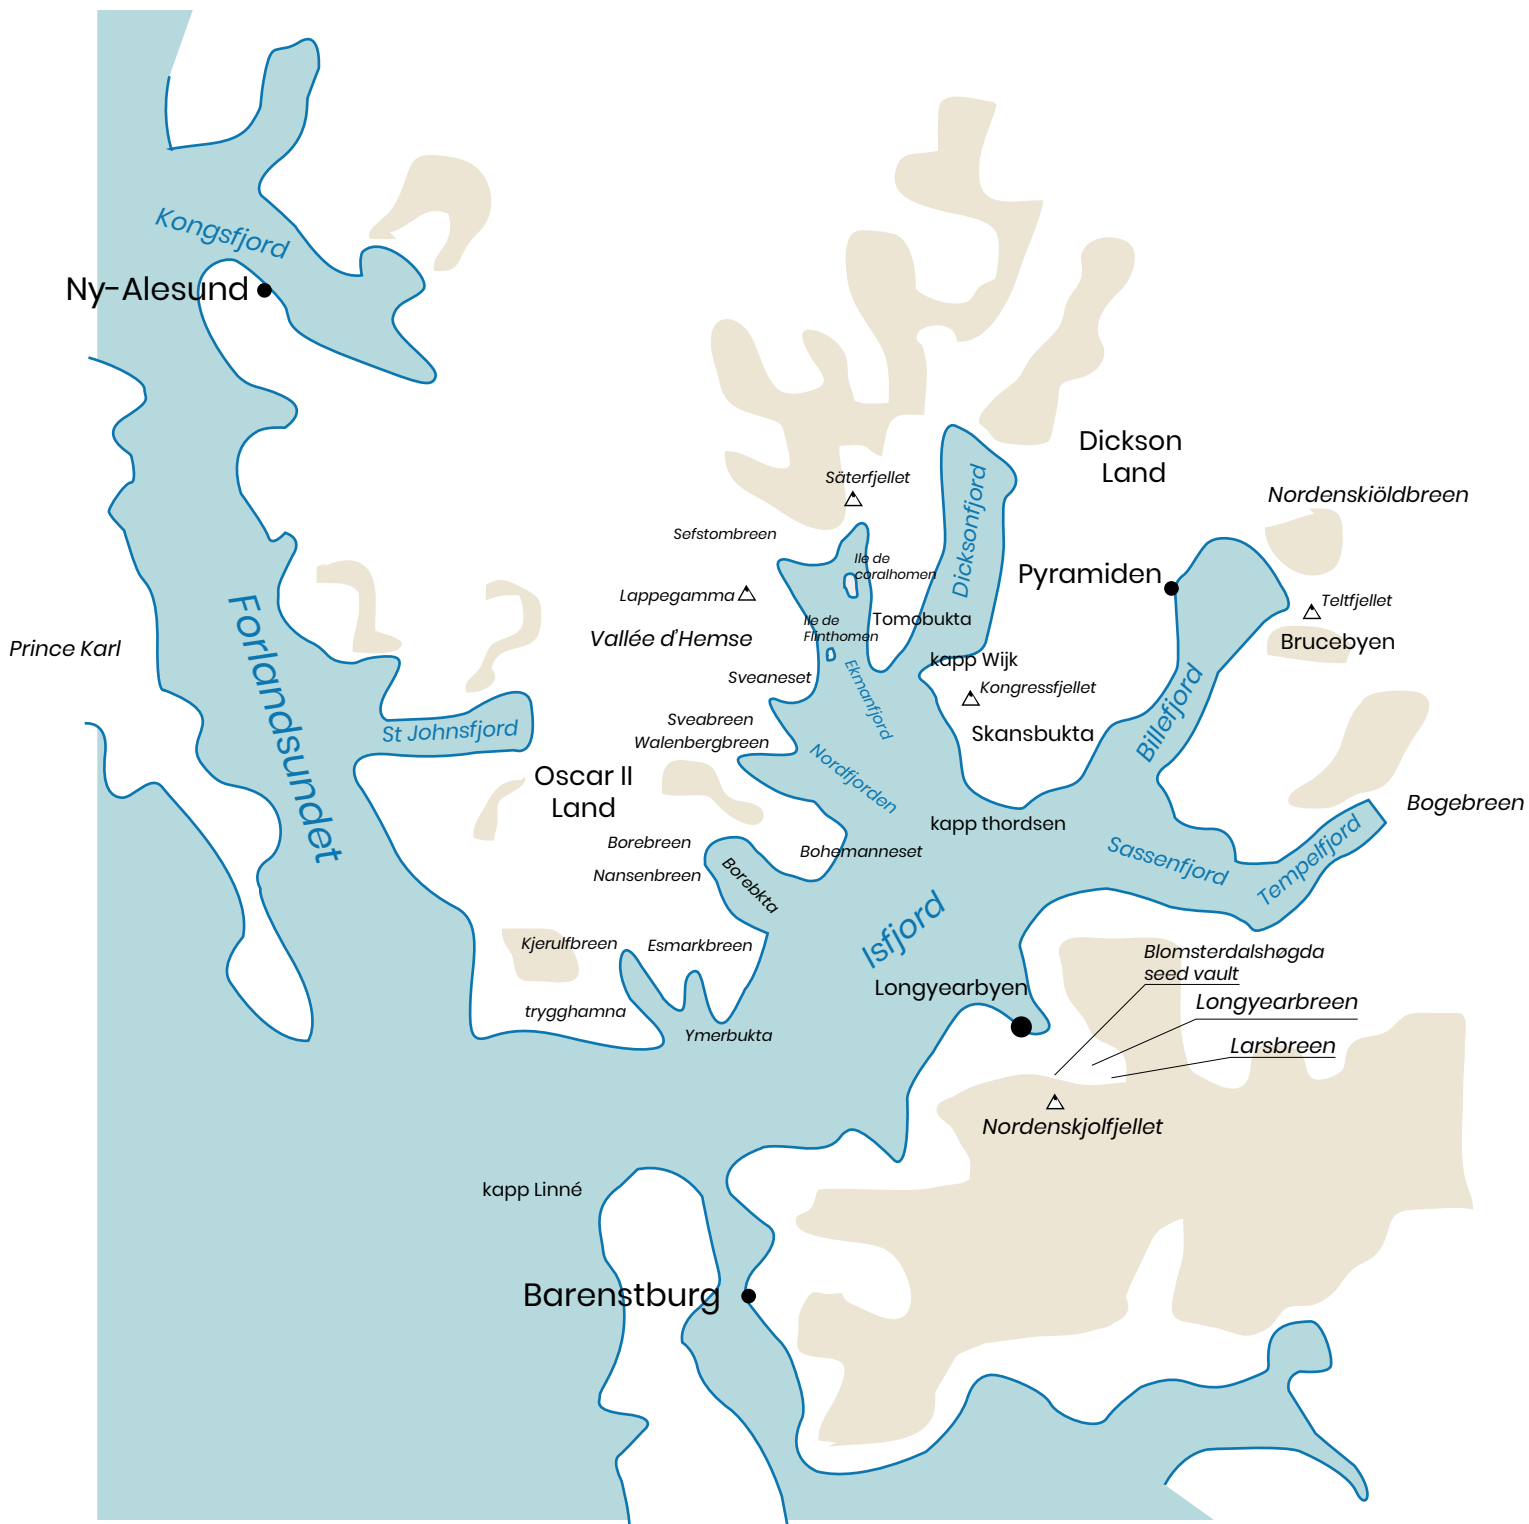 Kongsfjord
Ny-Alesund
Dickson
Land
Säterfjellet
Dicksonfjord
Nordenskiöldbreen
Sefstombreen
Ile de
coralhomen
Pyramiden
Lappegamma
Teltfjellet
Ile de
Flinthomen
Tomobukta
Vallée d'Hemse
Brucebyen
Prince Karl
Forlandsundet
kapp Wijk
Sveaneset
Kongressfjellet
Ekmanfjord
Billefjord
Sveabreen
St Johnsfjord
Skansbukta
Walenbergbreen
Oscar II
Land
Nordfjorden
Bogebreen
kapp thordsen
Borebreen
Bohemanneset
Sassenfjord
Tempelfjord
Nansenbreen
Borebkta
Isfjord
Kjerulfbreen
Esmarkbreen
Blomsterdalshøgda
seed vault
Longyearbyen
Longyearbreen
trygghamna
Ymerbukta
Larsbreen
Nordenskjolfjellet
kapp Linné
Barenstburg